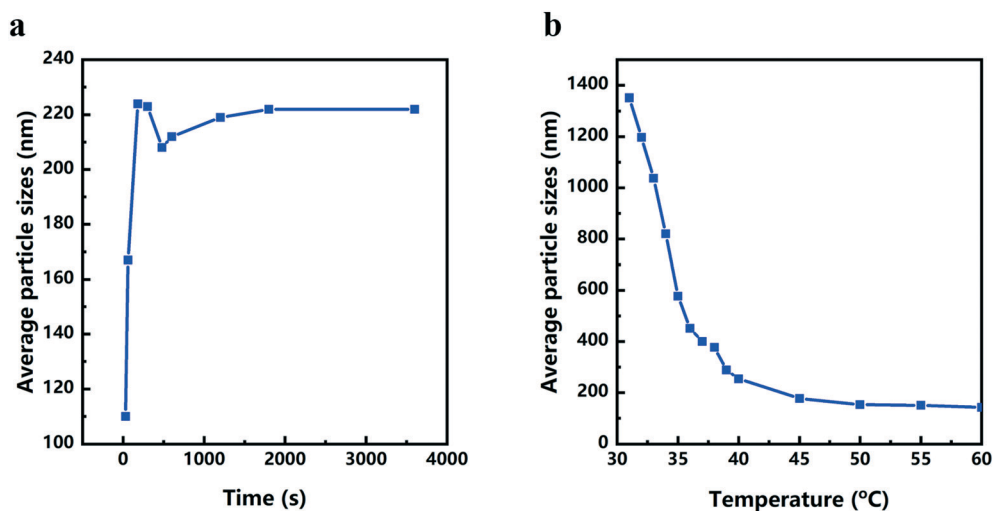 a
240
220
200
180
160
140
120
100
Average particle sizes (nm)
0 1000 2000 3000 4000
Time (s)
b
1400
1200
1000
800
600
400
200
0
Average particle sizes (nm)
30 35 40 45 50 55 60
Temperature (ºC)